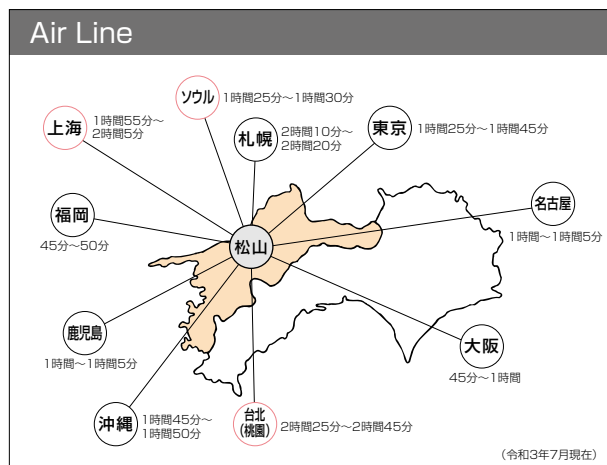 Air Line
ソウル
1時間25分～1時間30分
上海
1時間55分～
2時間5分
札幌
2時間10分～
2時間20分
東京
1時間25分～1時間45分
福岡
45分～50分
名古屋
1時間～1時間5分
松山
鹿児島
1時間～1時間5分
大阪
45分～1時間
沖縄
1時間45分～
1時間50分
台北
(桃園)
2時間25分～2時間45分
（令和3年7月現在）